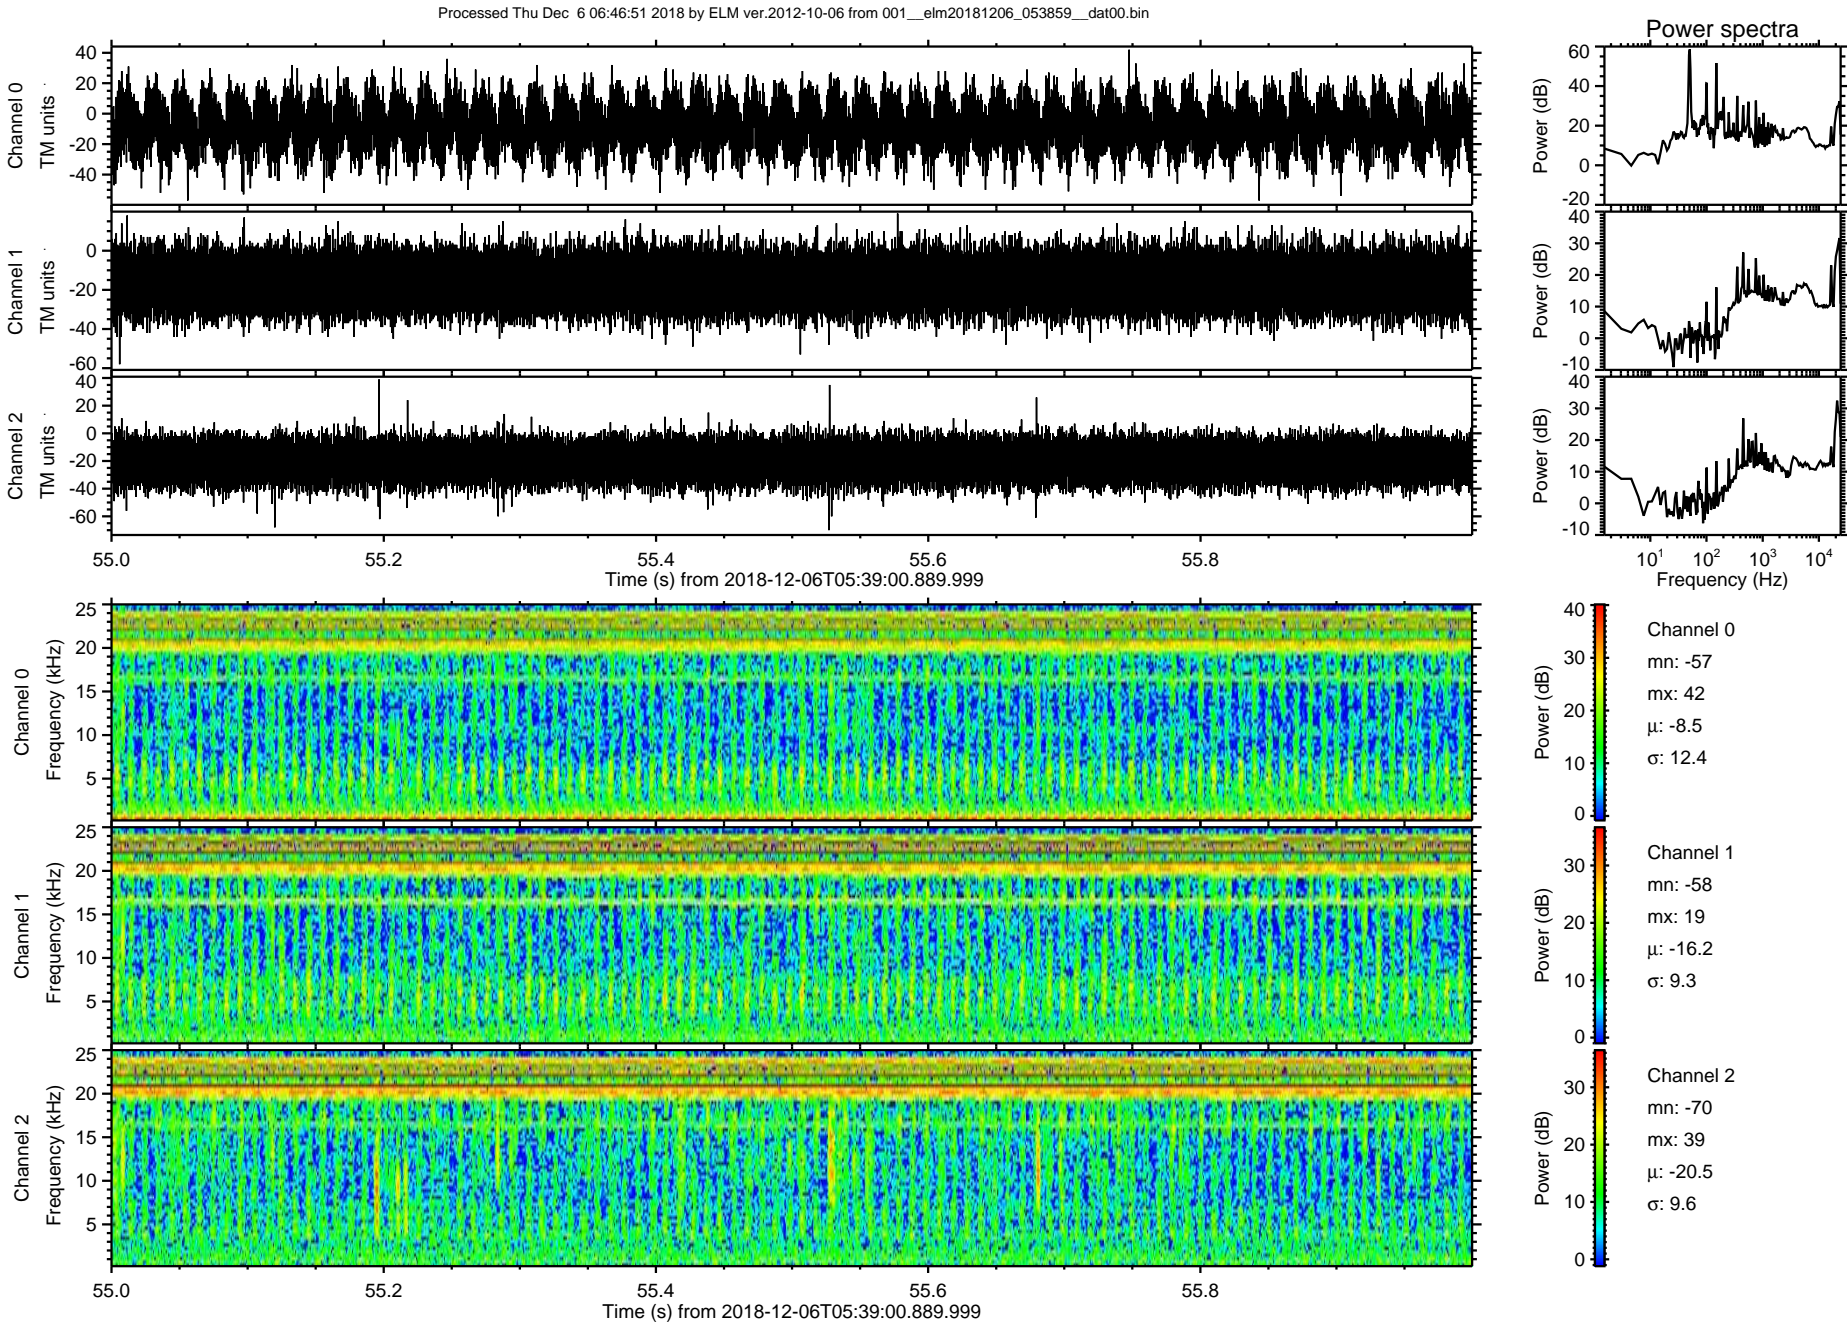 Processed Thu Dec  6 06:46:51 2018 by ELM ver.2012-10-06 from 001__elm20181206_053859__dat00.bin
Power spectra
Channel 0
TM units
40
20
0
-20
-40
Power (dB)
60
40
20
0
-20
Channel 1
TM units
0
-20
-40
-60
Power (dB)
40
30
20
10
0
-10
Channel 2
TM units
40
20
0
-20
-40
-60
Power (dB)
40
30
20
10
0
-10
55.0 55.2 55.4 55.6 55.8
Time (s) from 2018-12-06T05:39:00.889.999
10¹ 10² 10³ 10⁴
Frequency (Hz)
Channel 0
Frequency (kHz)
25
20
15
10
5
Power (dB)
40
30
20
10
0
Channel 0
mn: -57
mx: 42
μ: -8.5
σ: 12.4
Channel 1
Frequency (kHz)
25
20
15
10
5
Power (dB)
30
20
10
0
Channel 1
mn: -58
mx: 19
μ: -16.2
σ: 9.3
Channel 2
Frequency (kHz)
25
20
15
10
5
Power (dB)
30
20
10
0
Channel 2
mn: -70
mx: 39
μ: -20.5
σ: 9.6
55.0 55.2 55.4 55.6 55.8
Time (s) from 2018-12-06T05:39:00.889.999